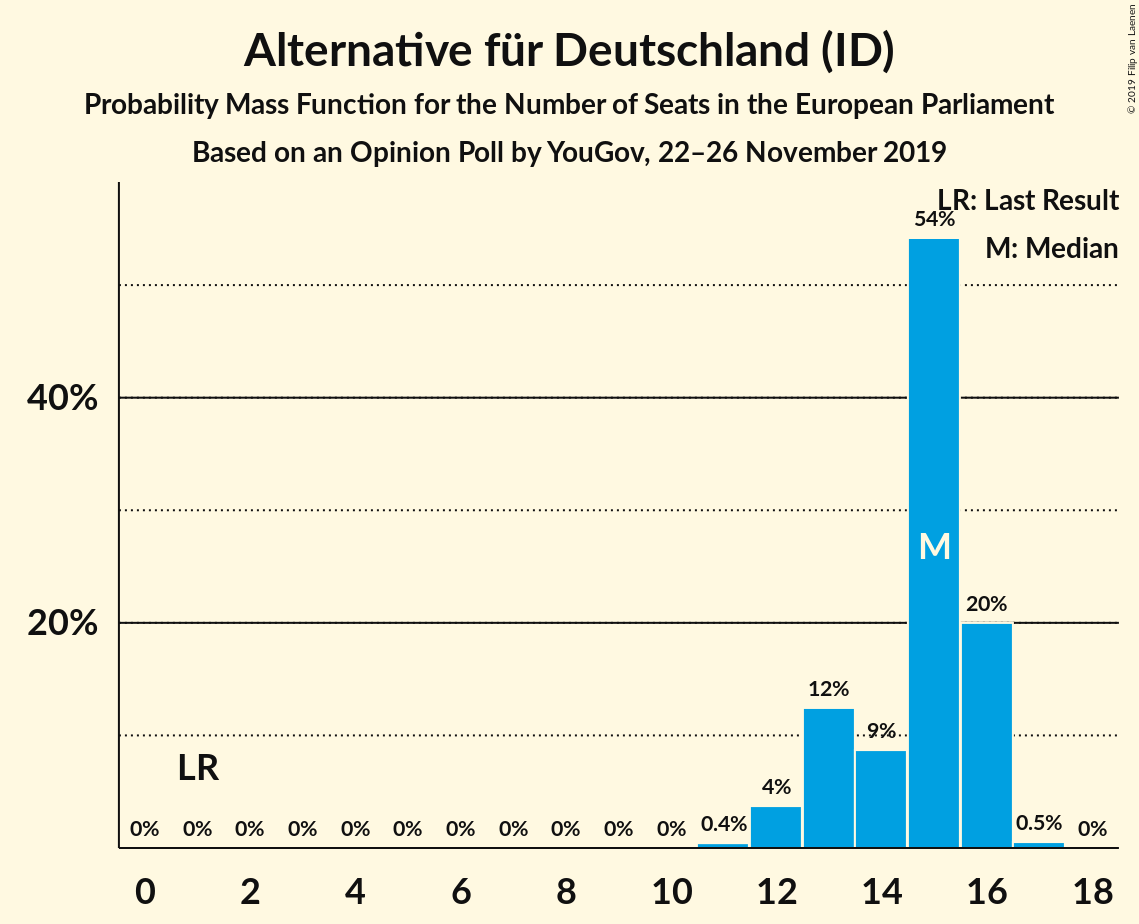 Alternative für Deutschland (ID)
Probability Mass Function for the Number of Seats in the European Parliament
Based on an Opinion Poll by YouGov, 22–26 November 2019
© 2019 Filip van Laenen
LR: Last Result
M: Median
54%
40%
M
20%
20%
12%
9%
LR
4%
0% 0% 0% 0% 0% 0% 0% 0% 0% 0% 0% 0.4% 0.5% 0%
0 2 4 6 8 10 12 14 16 18